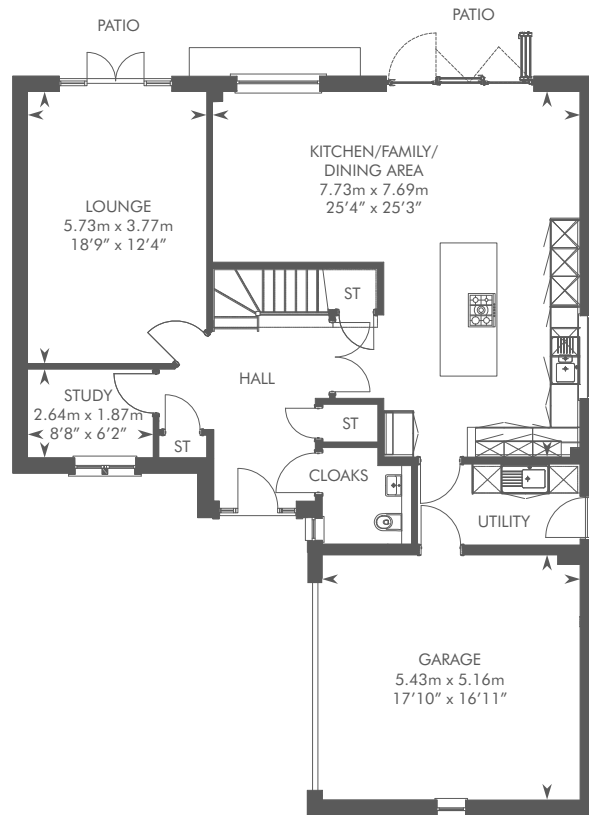 PATIO
PATIO
KITCHEN/FAMILY/
DINING AREA
7.73m x 7.69m
25'4" x 25'3"
LOUNGE
5.73m x 3.77m
18'9" x 12'4"
ST
HALL
STUDY
2.64m x 1.87m
8'8" x 6'2"
ST
ST
CLOAKS
UTILITY
GARAGE
5.43m x 5.16m
17'10" x 16'11"